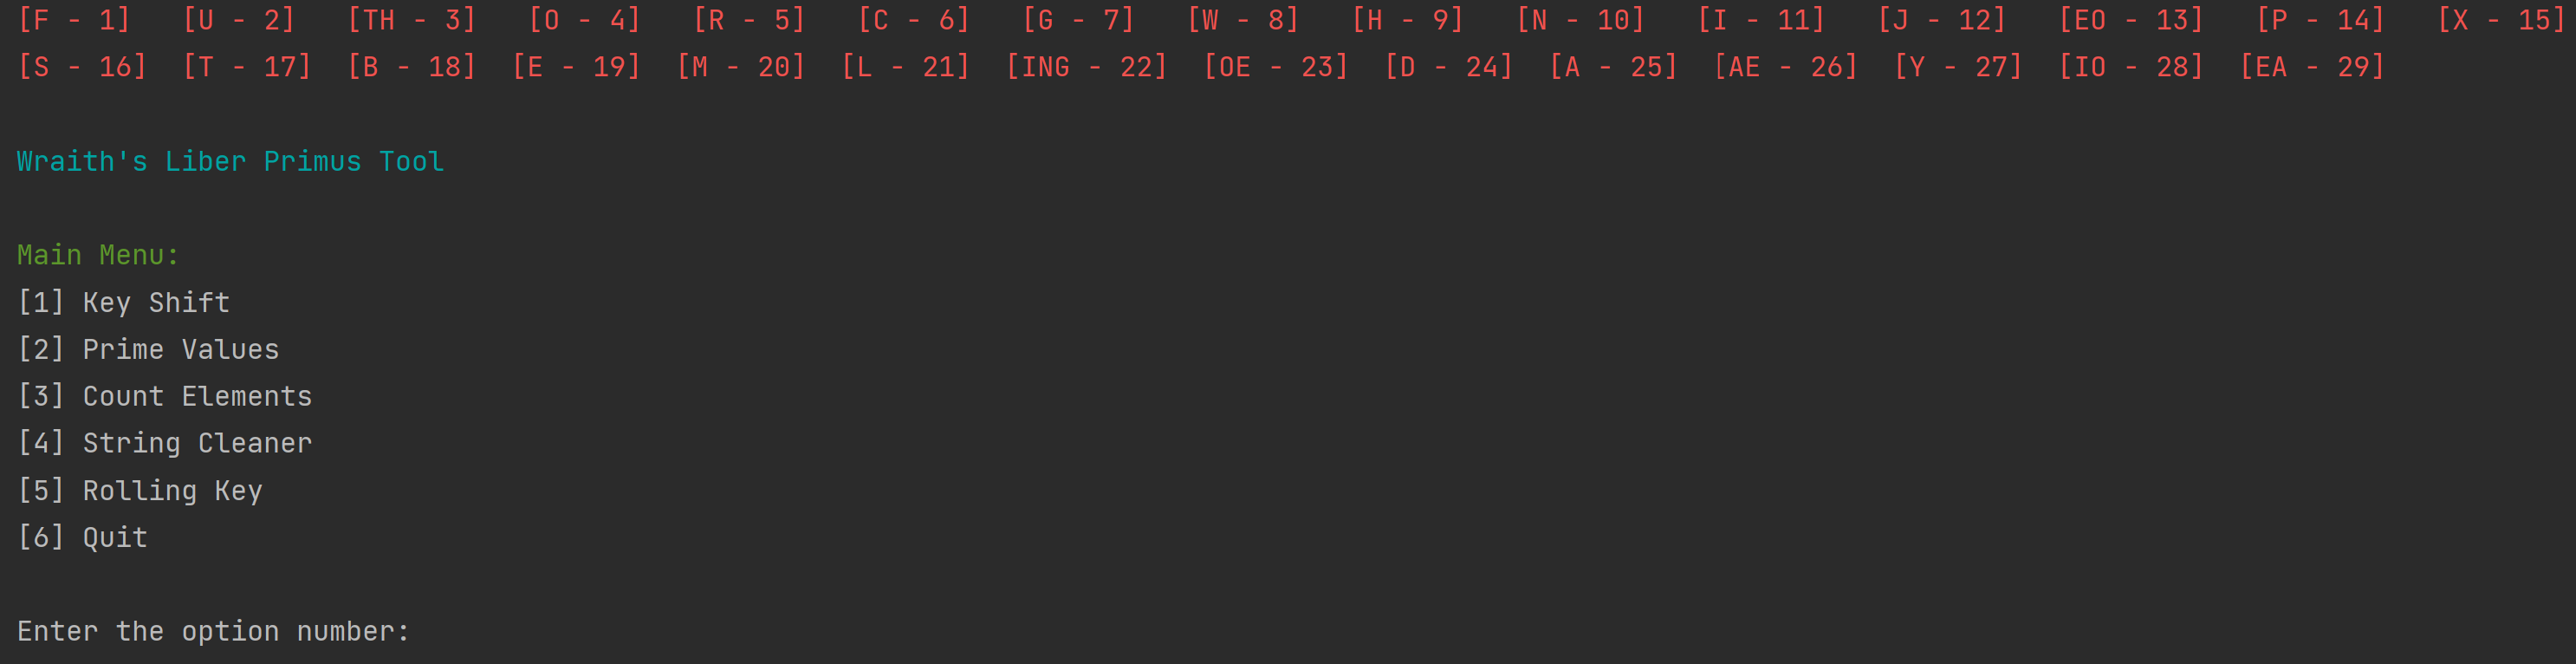 [F - 1] [U - 2] [TH - 3] [O - 4] [R - 5] [C - 6] [G - 7] [W - 8] [H - 9] [N - 10] [I - 11] [J - 12] [EO - 13] [P - 14] [X - 15]
[S - 16] [T - 17] [B - 18] [E - 19] [M - 20] [L - 21] [ING - 22] [OE - 23] [D - 24] [A - 25] [AE - 26] [Y - 27] [IO - 28] [EA - 29]
Wraith's Liber Primus Tool
Main Menu:
[1] Key Shift
[2] Prime Values
[3] Count Elements
[4] String Cleaner
[5] Rolling Key
[6] Quit
Enter the option number: